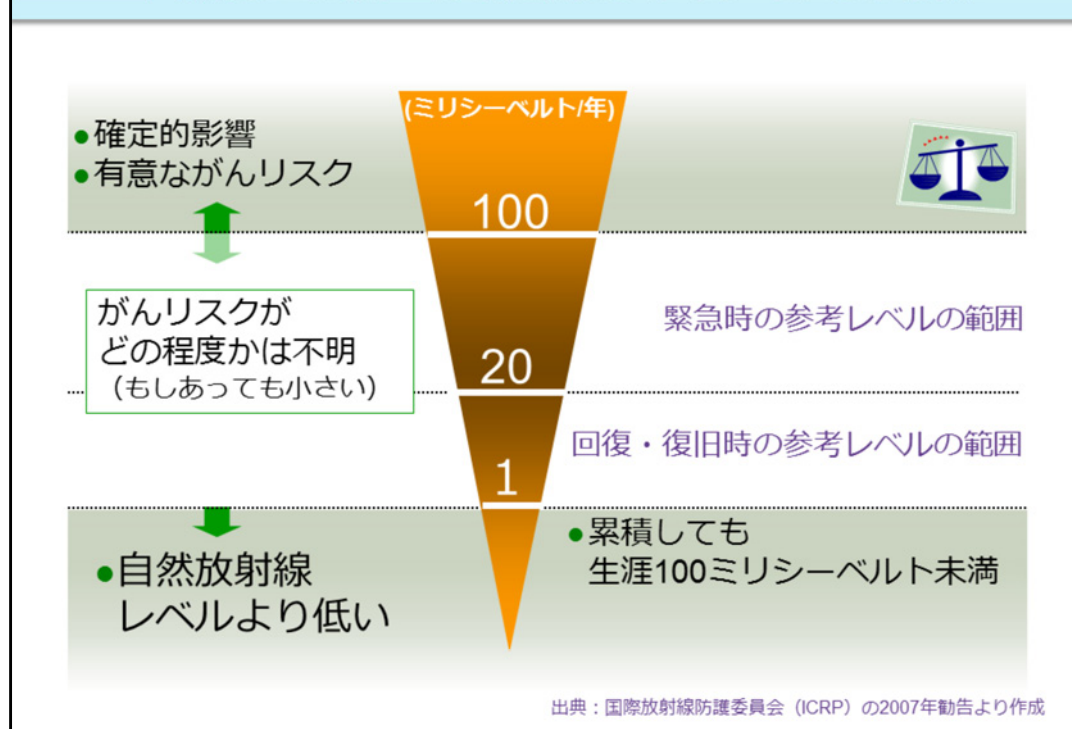 (ミリシーベルト/年)
●確定的影響
●有意ながんリスク
100
がんリスクが
どの程度かは不明
（もしあっても小さい）
緊急時の参考レベルの範囲
20
回復・復旧時の参考レベルの範囲
1
●自然放射線
レベルより低い
●累積しても
生涯100ミリシーベルト未満
出典：国際放射線防護委員会（ICRP）の2007年勧告より作成